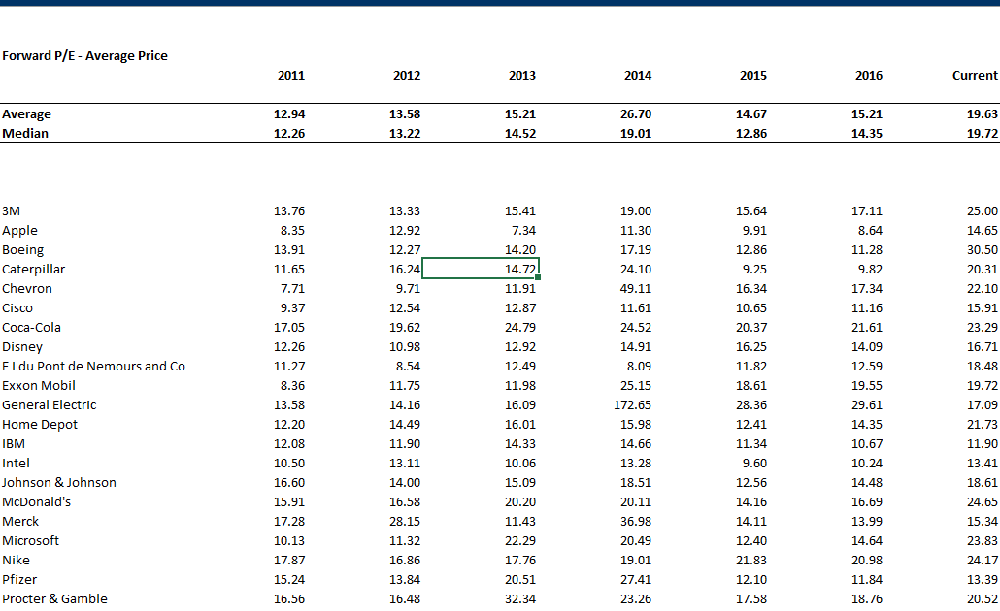 Forward P/E - Average Price
2011 2012 2013 2014 2015 2016 Current
Average 12.94 13.58 15.21 26.70 14.67 15.21 19.63
Median 12.26 13.22 14.52 19.01 12.86 14.35 19.72
3M 13.76 13.33 15.41 19.00 15.64 17.11 25.00
Apple 8.35 12.92 7.34 11.30 9.91 8.64 14.65
Boeing 13.91 12.27 14.20 17.19 12.86 11.28 30.50
Caterpillar 11.65 16.24 14.72 24.10 9.25 9.82 20.31
Chevron 7.71 9.71 11.91 49.11 16.34 17.34 22.10
Cisco 9.37 12.54 12.87 11.61 10.65 11.16 15.91
Coca-Cola 17.05 19.62 24.79 24.52 20.37 21.61 23.29
Disney 12.26 10.98 12.92 14.91 16.25 14.09 16.71
E I du Pont de Nemours and Co 11.27 8.54 12.49 8.09 11.82 12.59 18.48
Exxon Mobil 8.36 11.75 11.98 25.15 18.61 19.55 19.72
General Electric 13.58 14.16 16.09 172.65 28.36 29.61 17.09
Home Depot 12.20 14.49 16.01 15.98 12.41 14.35 21.73
IBM 12.08 11.90 14.33 14.66 11.34 10.67 11.90
Intel 10.50 13.11 10.06 13.28 9.60 10.24 13.41
Johnson & Johnson 16.60 14.00 15.09 18.51 12.56 14.48 18.61
McDonald's 15.91 16.58 20.20 20.11 14.16 16.69 24.65
Merck 17.28 28.15 11.43 36.98 14.11 13.99 15.34
Microsoft 10.13 11.32 22.29 20.49 12.40 14.64 23.83
Nike 17.87 16.86 17.76 19.01 21.83 20.98 24.17
Pfizer 15.24 13.84 20.51 27.41 12.10 11.84 13.39
Procter & Gamble 16.56 16.48 32.34 23.26 17.58 18.76 20.52